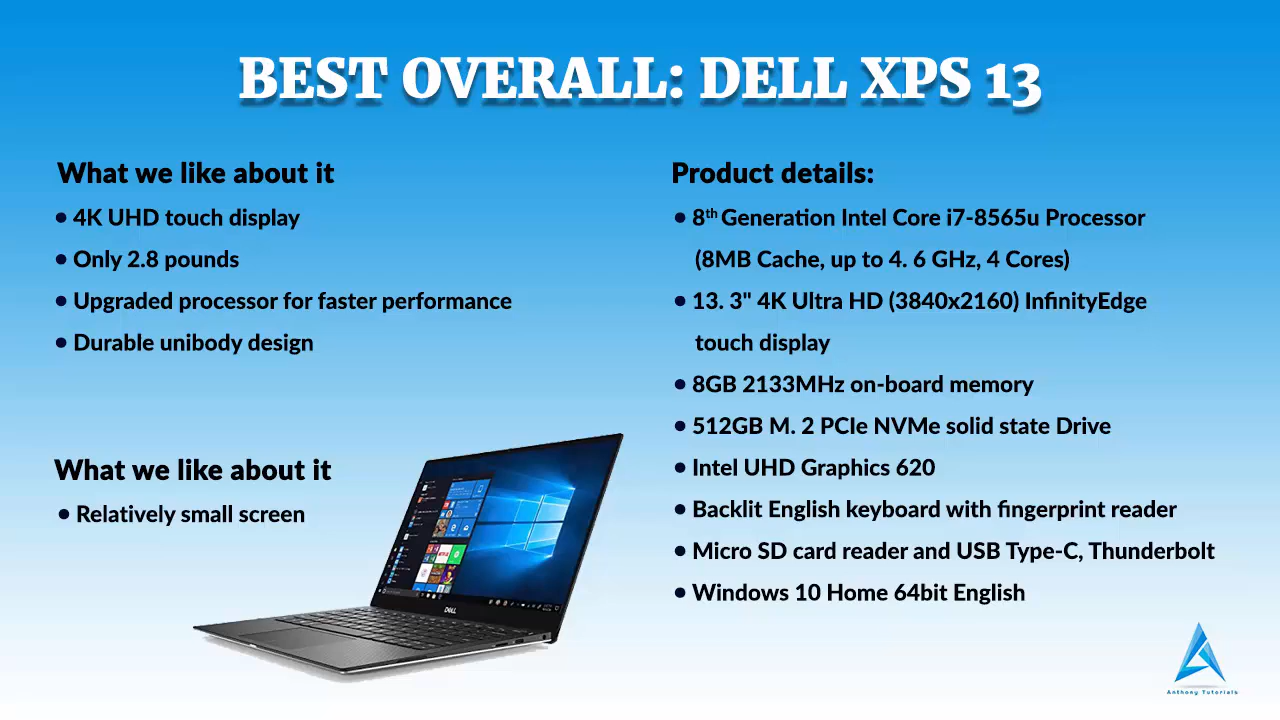 BEST OVERALL: DELL XPS 13
What we like about it
• 4K UHD touch display
• Only 2.8 pounds
• Upgraded processor for faster performance
• Durable unibody design
What we like about it
• Relatively small screen
Product details:
• 8th Generation Intel Core i7-8565u Processor
(8MB Cache, up to 4. 6 GHz, 4 Cores)
• 13. 3" 4K Ultra HD (3840x2160) InfinityEdge
touch display
• 8GB 2133MHz on-board memory
• 512GB M. 2 PCIe NVMe solid state Drive
• Intel UHD Graphics 620
• Backlit English keyboard with fingerprint reader
• Micro SD card reader and USB Type-C, Thunderbolt
• Windows 10 Home 64bit English
DELL
Anthony Tutorials